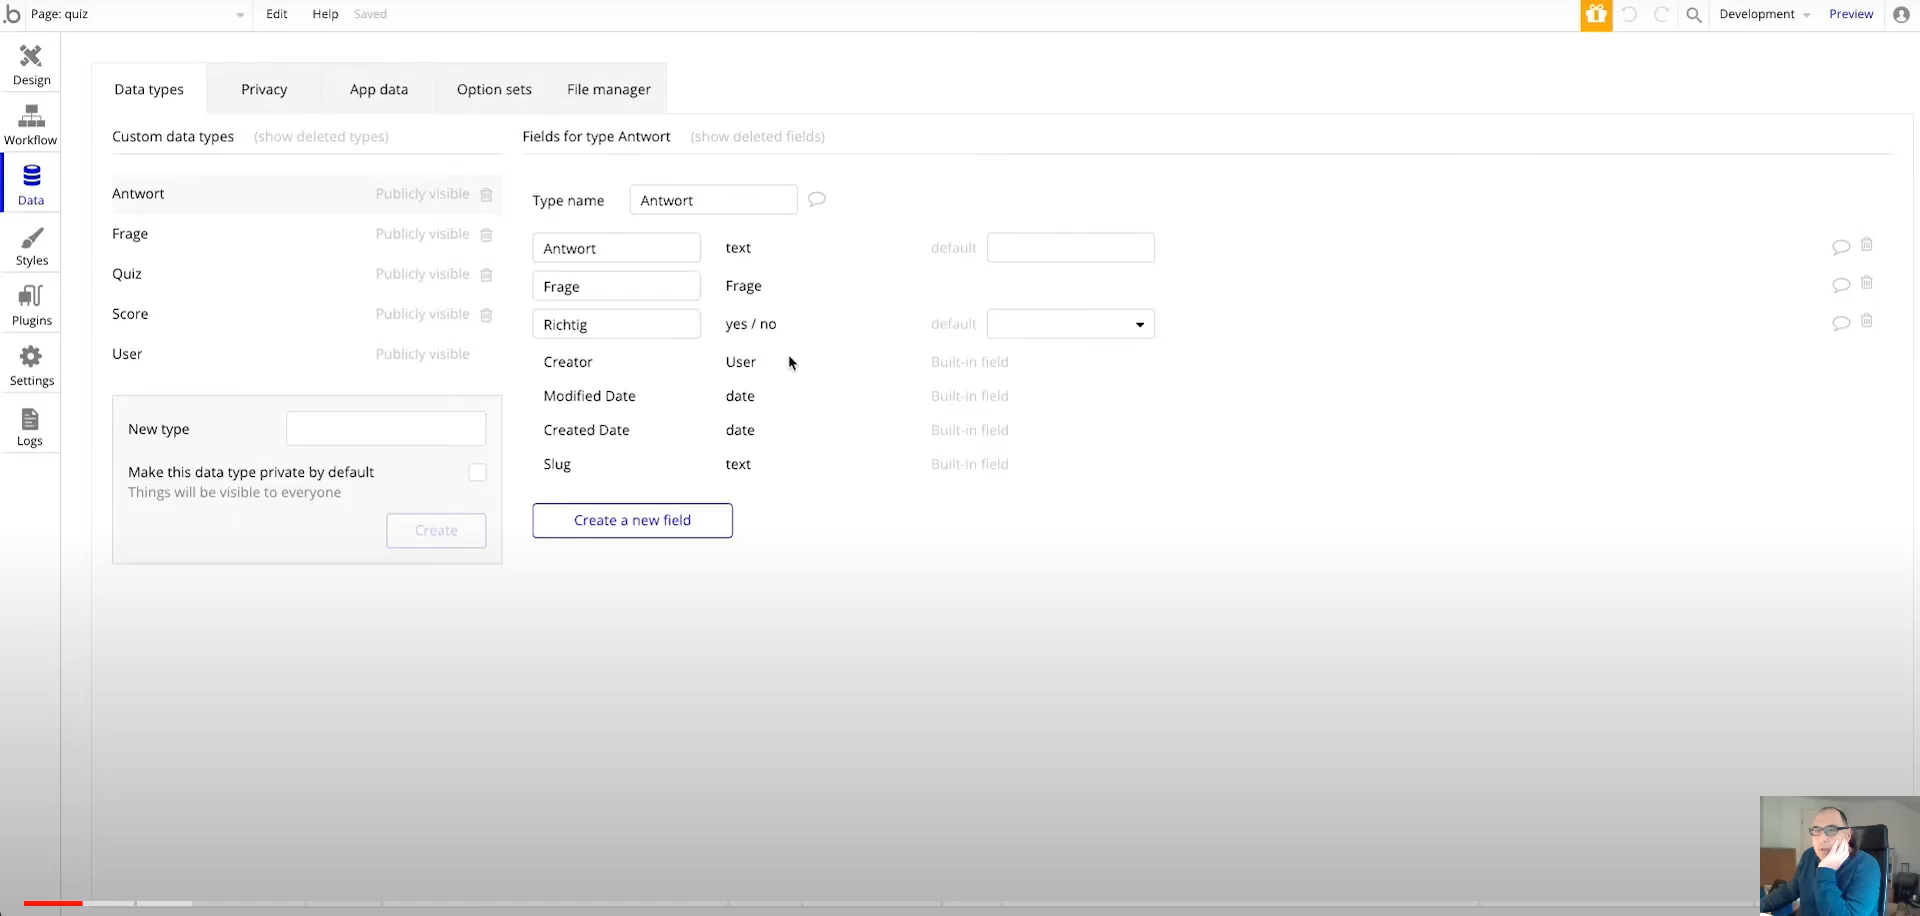 .b Page: quiz Edit Help Saved Development Preview
Design
Workflow
Data
Styles
Plugins
Settings
Logs
Data types Privacy App data Option sets File manager
Custom data types (show deleted types)
Antwort Publicly visible
Frage Publicly visible
Quiz Publicly visible
Score Publicly visible
User Publicly visible
New type
Make this data type private by default
Things will be visible to everyone
Create
Fields for type Antwort (show deleted fields)
Type name Antwort
Antwort text default
Frage Frage
Richtig yes / no default
Creator User Built-in field
Modified Date date Built-in field
Created Date date Built-in field
Slug text Built-in field
Create a new field